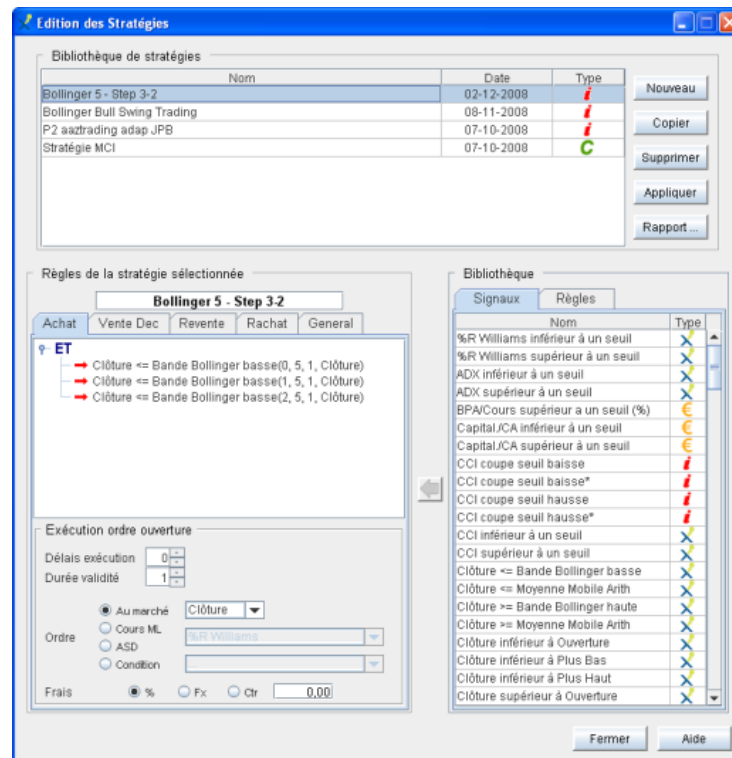 Edition des Stratégies
Bibliothèque de stratégies
Nom Date Type
Bollinger 5 - Step 3-2 02-12-2008 i
Bollinger Bull Swing Trading 08-11-2008 i
P2 aaztrading adap JPB 07-10-2008 i
Stratégie MCI 07-10-2008 C
Nouveau
Copier
Supprimer
Appliquer
Rapport ...
Règles de la stratégie sélectionnée
Bollinger 5 - Step 3-2
Achat Vente Dec Revente Rachat General
ET
Clôture <= Bande Bollinger basse(0, 5, 1, Clôture)
Clôture <= Bande Bollinger basse(1, 5, 1, Clôture)
Clôture <= Bande Bollinger basse(2, 5, 1, Clôture)
Exécution ordre ouverture
Délais exécution 0
Durée validité 1
Ordre
Au marché Clôture
Cours ML %R Williams
ASD
Condition
Frais % Fx Ctr 0,00
Bibliothèque
Signaux Règles
Nom Type
%R Williams inférieur à un seuil
%R Williams supérieur à un seuil
ADX inférieur à un seuil
ADX supérieur à un seuil
BPA/Cours supérieur a un seuil (%) €
Capital./CA inférieur à un seuil €
Capital./CA supérieur à un seuil €
CCI coupe seuil baisse i
CCI coupe seuil baisse* i
CCI coupe seuil hausse i
CCI coupe seuil hausse* i
CCI inférieur à un seuil
CCI supérieur à un seuil
Clôture <= Bande Bollinger basse
Clôture <= Moyenne Mobile Arith
Clôture >= Bande Bollinger haute
Clôture >= Moyenne Mobile Arith
Clôture inférieur à Ouverture
Clôture inférieur à Plus Bas
Clôture inférieur à Plus Haut
Clôture supérieur à Ouverture
Fermer Aide